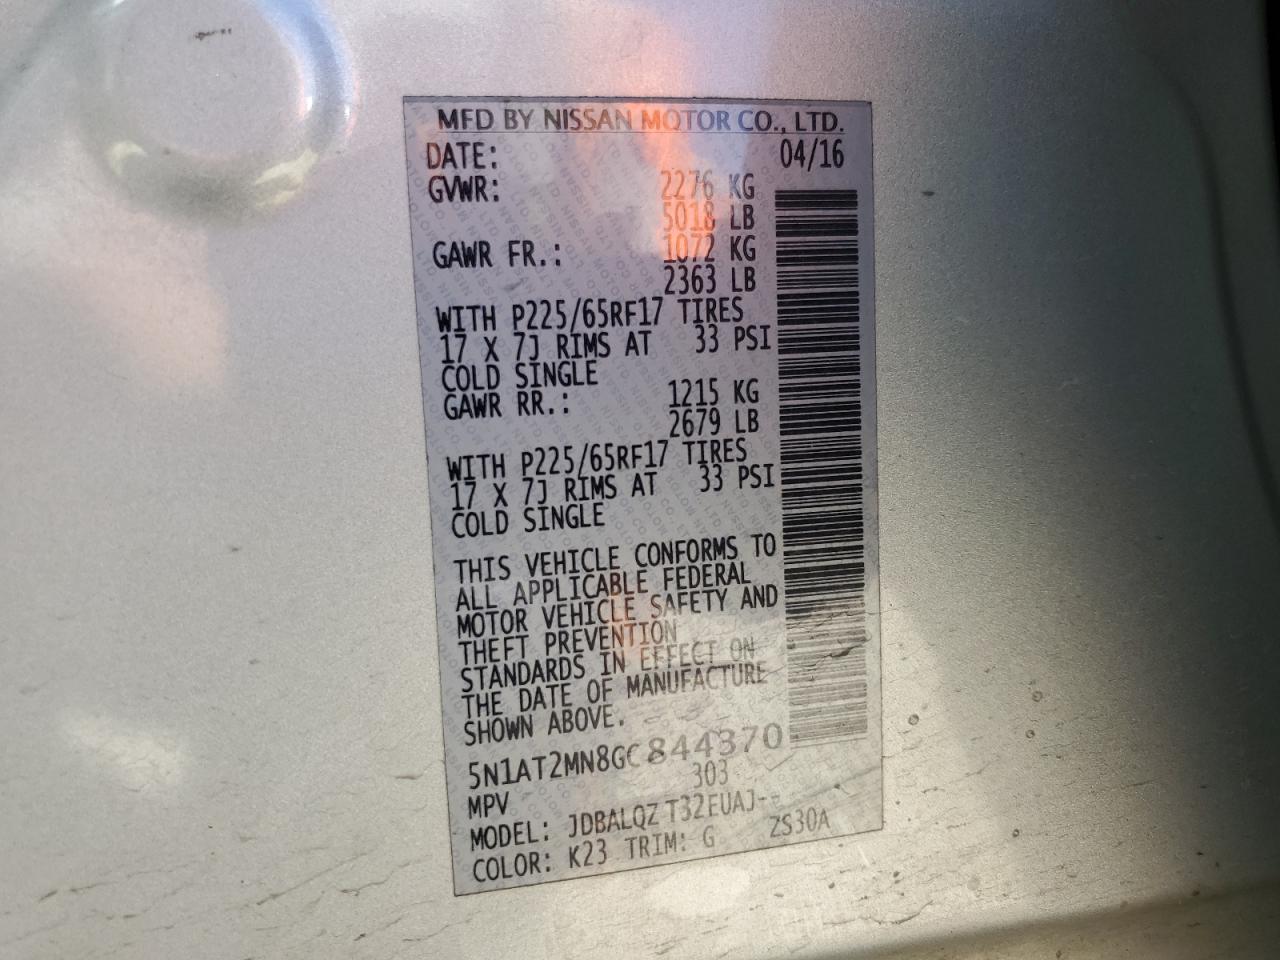 MFD BY NISSAN MOTOR CO., LTD.
DATE: 04/16
GVWR: 2276 KG
5018 LB
GAWR FR.: 1072 KG
2363 LB
WITH P225/65RF17 TIRES
17 X 7J RIMS AT 33 PSI
COLD SINGLE
GAWR RR.: 1215 KG
2679 LB
WITH P225/65RF17 TIRES
17 X 7J RIMS AT 33 PSI
COLD SINGLE
THIS VEHICLE CONFORMS TO
ALL APPLICABLE FEDERAL
MOTOR VEHICLE SAFETY AND
THEFT PREVENTION
STANDARDS IN EFFECT ON
THE DATE OF MANUFACTURE
SHOWN ABOVE.
5N1AT2MN8GC844370
MPV 303
MODEL: JDBALQZ T32EUAJ--
COLOR: K23 TRIM: G ZS30A